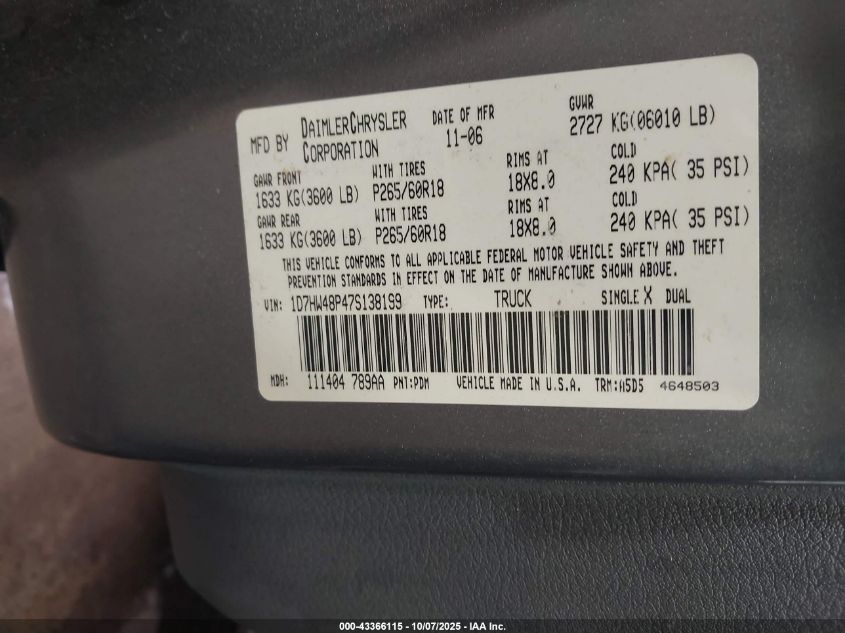 MFD BY DAIMLERCHRYSLER CORPORATION DATE OF MFR 11-06 GVWR 2727 KG(06010 LB)
GAWR FRONT WITH TIRES RIMS AT COLD
1633 KG(3600 LB) P265/60R18 18X8.0 240 KPA( 35 PSI)
GAWR REAR WITH TIRES RIMS AT COLD
1633 KG(3600 LB) P265/60R18 18X8.0 240 KPA( 35 PSI)
THIS VEHICLE CONFORMS TO ALL APPLICABLE FEDERAL MOTOR VEHICLE SAFETY AND THEFT
PREVENTION STANDARDS IN EFFECT ON THE DATE OF MANUFACTURE SHOWN ABOVE.
VIN: 1D7HW48P47S138199 TYPE: TRUCK SINGLE X DUAL
MDH: 111404 789AA PNT:PDM VEHICLE MADE IN U.S.A. TRM:A5D5 4648503
000-43366115 - 10/07/2025 - IAA Inc.